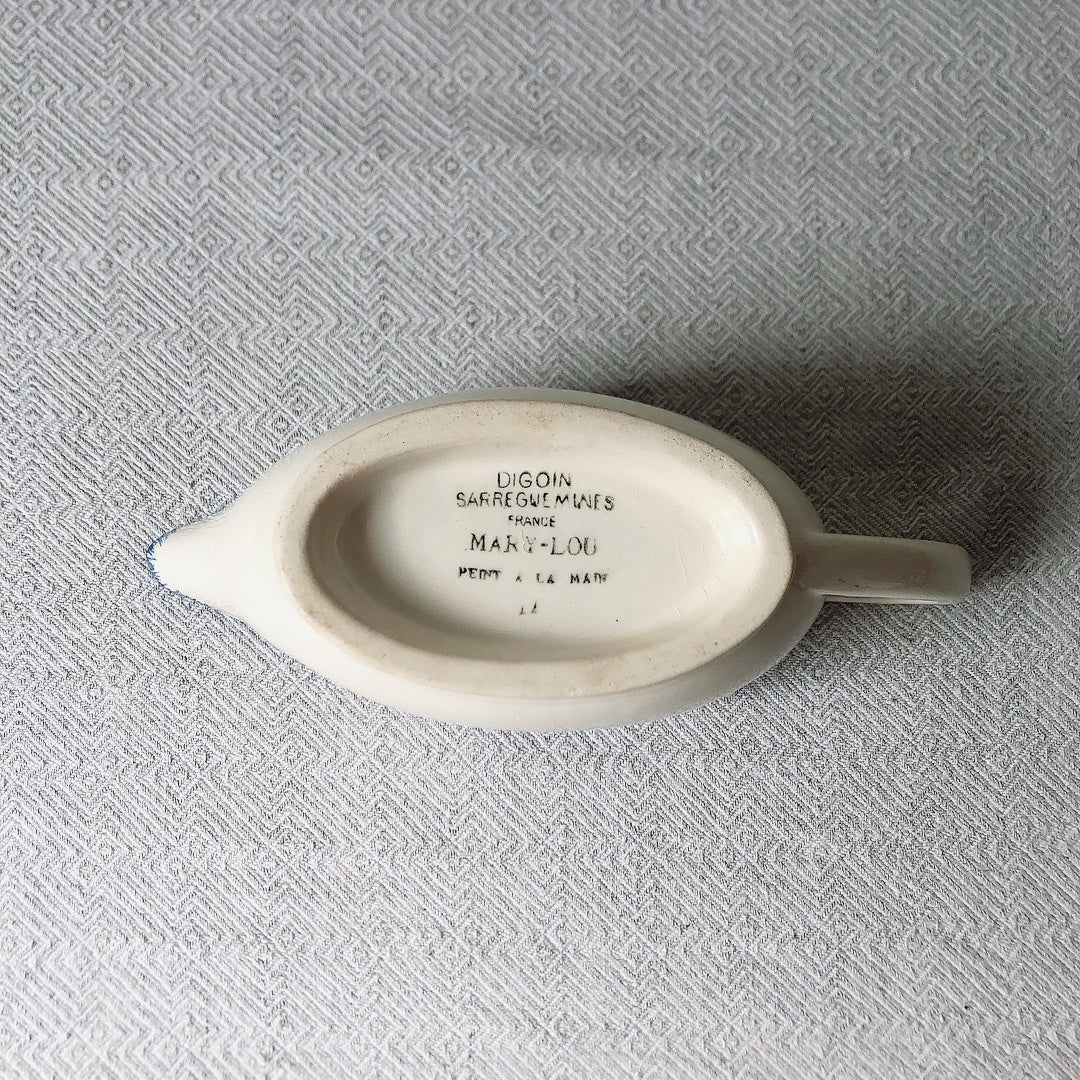 DIGOIN
SARREGUEMINES
FRANCE
MARY-LOU
PEINT A LA MAIN